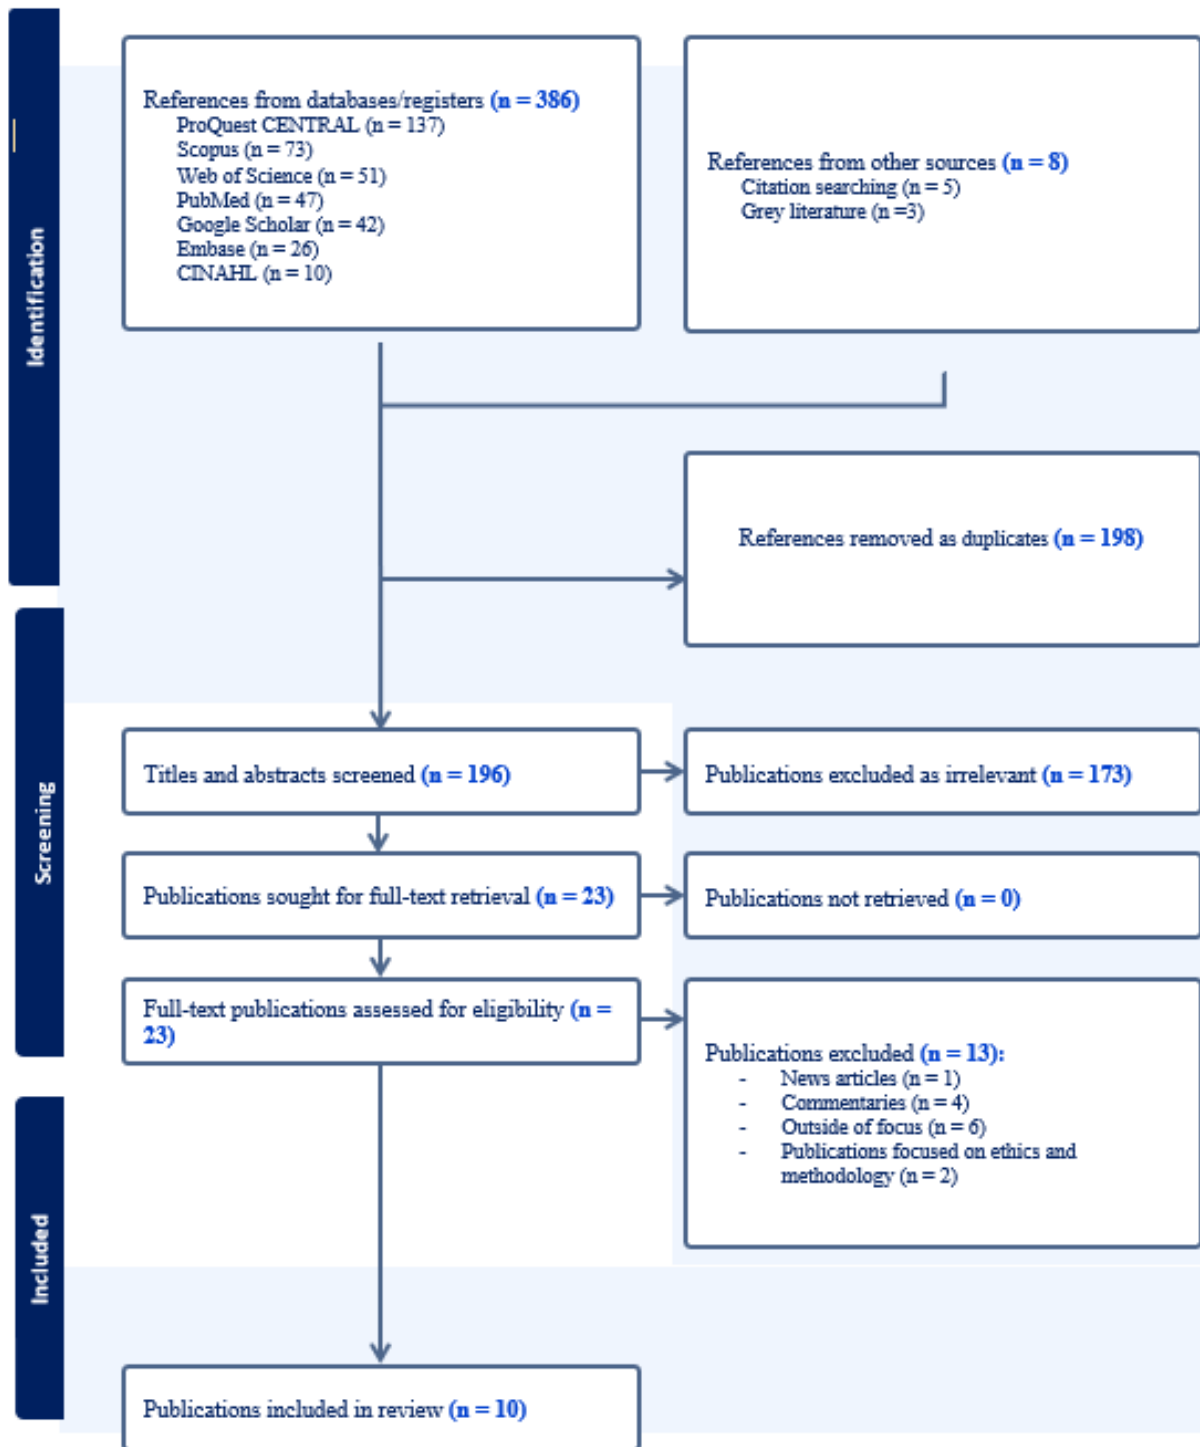 Identification
References from databases/registers (n = 386)
ProQuest CENTRAL (n = 137)
Scopus (n = 73)
Web of Science (n = 51)
PubMed (n = 47)
Google Scholar (n = 42)
Embase (n = 26)
CINAHL (n = 10)
References from other sources (n = 8)
Citation searching (n = 5)
Grey literature (n =3)
References removed as duplicates (n = 198)
Screening
Titles and abstracts screened (n = 196)
Publications excluded as irrelevant (n = 173)
Publications sought for full-text retrieval (n = 23)
Publications not retrieved (n = 0)
Full-text publications assessed for eligibility (n =
23)
Publications excluded (n = 13):
- News articles (n = 1)
- Commentaries (n = 4)
- Outside of focus (n = 6)
- Publications focused on ethics and
methodology (n = 2)
Included
Publications included in review (n = 10)